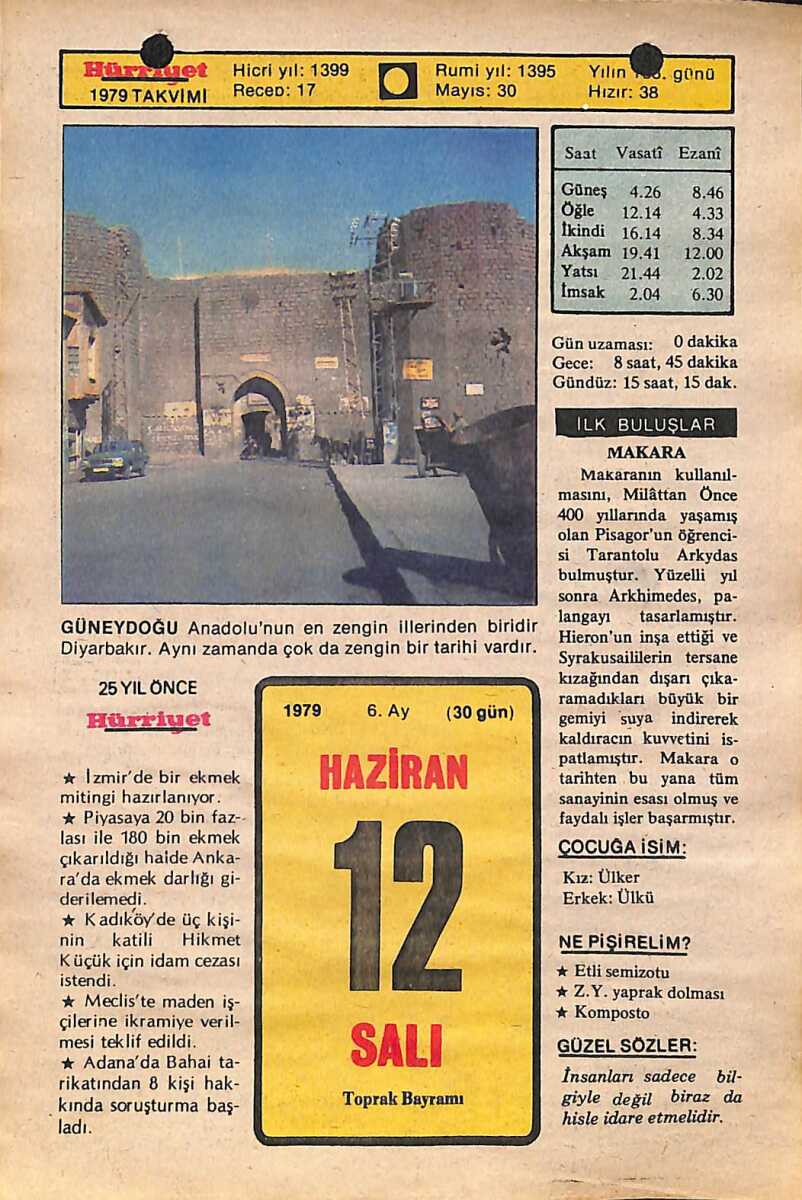 Hürriyet
1979 TAKVİMİ
Hicri yıl: 1399
Recep: 17
Rumi yıl: 1395
Mayıs: 30
Yılın günü
Hızır: 38
Saat Vasatî Ezanî
Güneş 4.26 8.46
Öğle 12.14 4.33
İkindi 16.14 8.34
Akşam 19.41 12.00
Yatsı 21.44 2.02
İmsak 2.04 6.30
Gün uzaması: 0 dakika
Gece: 8 saat, 45 dakika
Gündüz: 15 saat, 15 dak.
GÜNEYDOĞU Anadolu'nun en zengin illerinden biridir
Diyarbakır. Aynı zamanda çok da zengin bir tarihi vardır.
25 YIL ÖNCE
Hürriyet
★ İzmir'de bir ekmek
mitingi hazırlanıyor.
★ Piyasaya 20 bin faz-
lası ile 180 bin ekmek
çıkarıldığı halde Anka-
ra'da ekmek darlığı gi-
derilemedi.
★ Kadıköy'de üç kişi-
nin katili Hikmet
Küçük için idam cezası
istendi.
★ Meclis'te maden iş-
çilerine ikramiye veril-
mesi teklif edildi.
★ Adana'da Bahai ta-
rikatından 8 kişi hak-
kında soruşturma baş-
ladı.
1979 6. Ay (30 gün)
HAZİRAN
12
SALI
Toprak Bayramı
İLK BULUŞLAR
MAKARA
Makaranın kullanıl-
masını, Milâttan Önce
400 yıllarında yaşamış
olan Pisagor'un öğrenci-
si Tarantolu Arkydas
bulmuştur. Yüzelli yıl
sonra Arkhimedes, pa-
langayı tasarlamıştır.
Hieron'un inşa ettiği ve
Syrakusaililerin tersane
kızağından dışarı çıka-
ramadıkları büyük bir
gemiyi suya indirerek
kaldıracın kuvvetini is-
patlamıştır. Makara o
tarihten bu yana tüm
sanayinin esası olmuş ve
faydalı işler başarmıştır.
ÇOCUĞA İSİM:
Kız: Ülker
Erkek: Ülkü
NE PİŞİRELİM?
★ Etli semizotu
★ Z.Y. yaprak dolması
★ Komposto
GÜZEL SÖZLER:
İnsanları sadece bil-
giyle değil biraz da
hisle idare etmelidir.